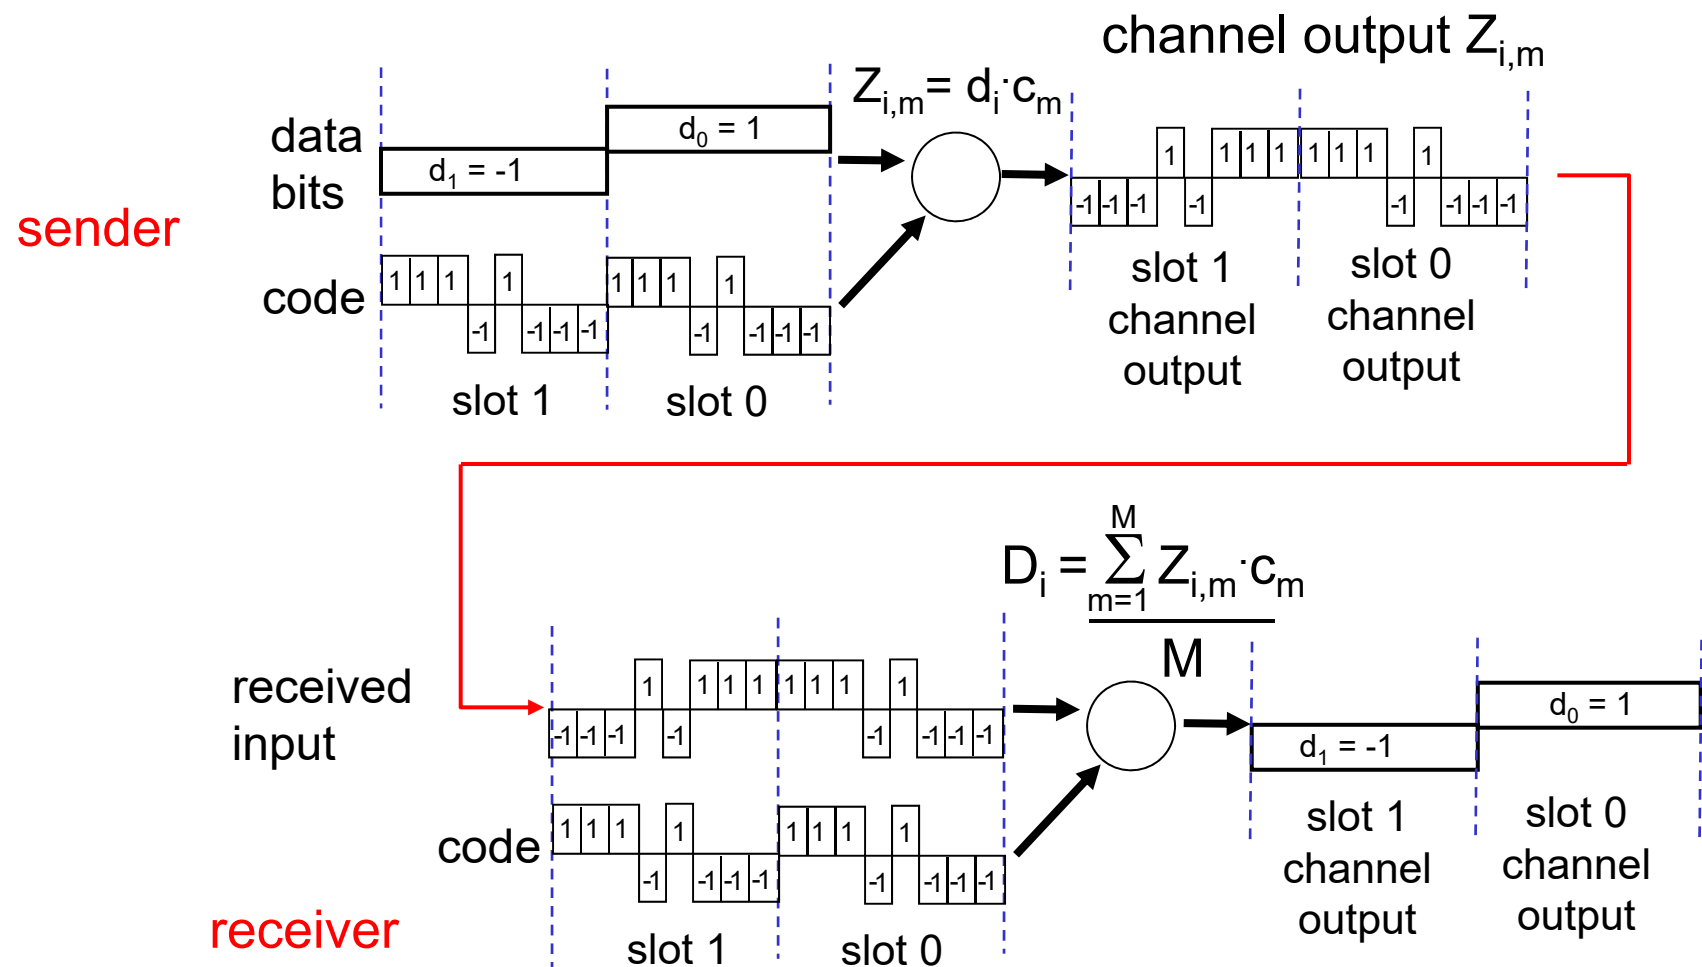 channel output Z_{i,m}
Z_{i,m} = d_i · c_m
data
bits
d_0 = 1
d_1 = -1
sender
1 1 1 1 1 1 1 1
-1 -1 -1 -1 -1 -1 -1 -1
code
1 1 1 1 1 1 1 1
-1 -1 -1 -1 -1 -1 -1 -1
slot 1
slot 0
slot 1
channel
output
slot 0
channel
output
D_i = ∑_{m=1}^{M} Z_{i,m} · c_m
M
received
input
1 1 1 1 1 1 1 1
-1 -1 -1 -1 -1 -1 -1 -1
d_0 = 1
d_1 = -1
code
1 1 1 1 1 1 1 1
-1 -1 -1 -1 -1 -1 -1 -1
slot 1
channel
output
slot 0
channel
output
receiver
slot 1
slot 0